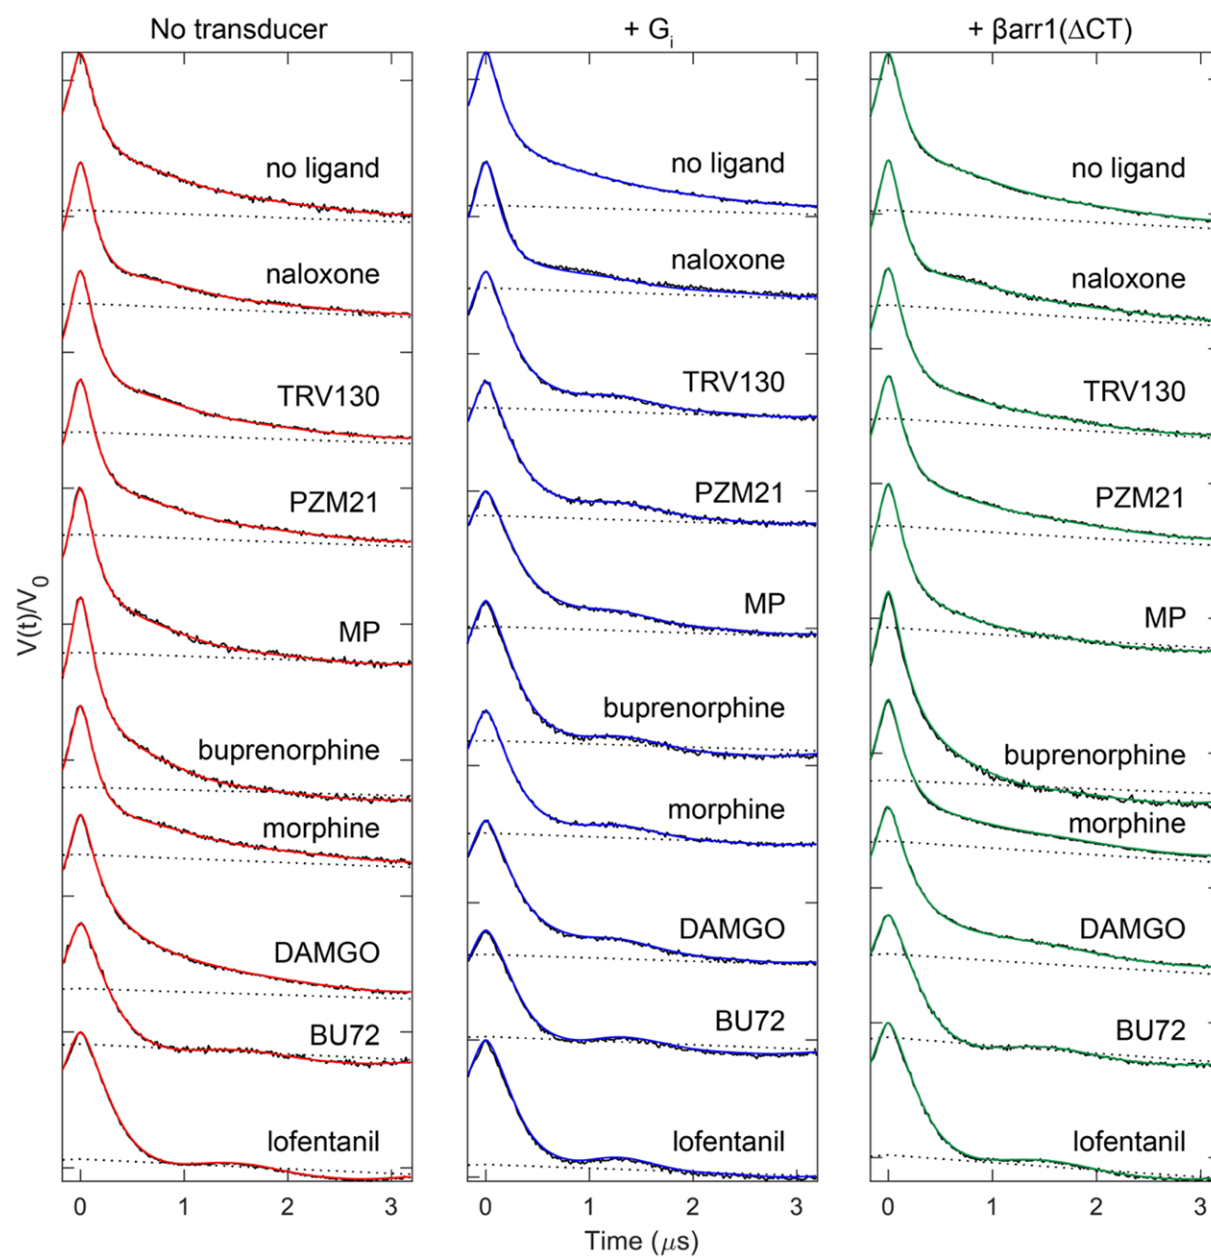 No transducer
+ Gi
+ βarr1(ΔCT)
V(t)/V0
no ligand
naloxone
TRV130
PZM21
MP
buprenorphine
morphine
DAMGO
BU72
lofentanil
0 1 2 3
no ligand
naloxone
TRV130
PZM21
MP
buprenorphine
morphine
DAMGO
BU72
lofentanil
0 1 2 3
no ligand
naloxone
TRV130
PZM21
MP
buprenorphine
morphine
DAMGO
BU72
lofentanil
0 1 2 3
Time (μs)